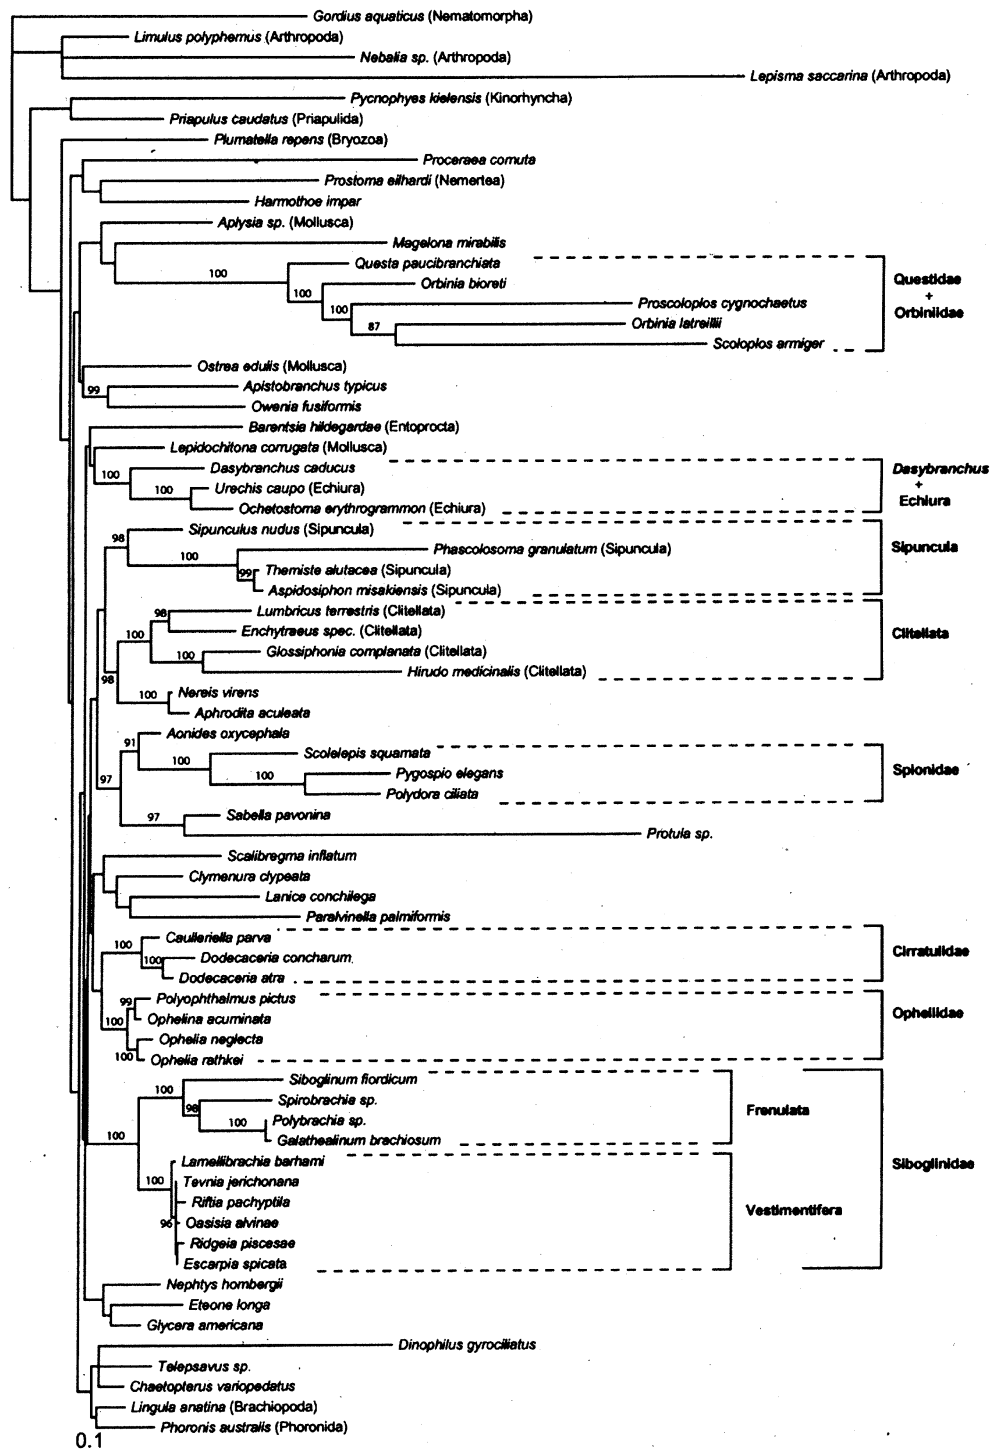 Gordius aquaticus (Nematomorpha)
Limulus polyphemus (Arthropoda)
Nebalia sp. (Arthropoda)
Lepisma saccarina (Arthropoda)
Pycnophyes kielensis (Kinorhyncha)
Priapulus caudatus (Priapulida)
Plumatella repens (Bryozoa)
Proceraea cornuta
Prostoma eilhardi (Nemertea)
Harmothoe impar
Aplysia sp. (Mollusca)
Magelona mirabilis
Questa paucibranchiata
100
Orbinia bioreti
Questidae
+
Orbiniidae
100
Proscoloplos cygnochaetus
100
Orbinia latreillii
87
Scoloplos armiger
Ostrea edulis (Mollusca)
Apistobranchus typicus
99
Owenia fusiformis
Barentsia hildegardae (Entoprocta)
Lepidochitona corrugata (Mollusca)
Dasybranchus caducus
Dasybranchus
+
Echiura
100
Urechis caupo (Echiura)
100
Ochetostoma erythrogrammon (Echiura)
Sipunculus nudus (Sipuncula)
98
Phascolosoma granulatum (Sipuncula)
Sipuncula
100
Themiste alutacea (Sipuncula)
99
Aspidosiphon misakiensis (Sipuncula)
Lumbricus terrestris (Clitellata)
98
Enchytraeus spec. (Clitellata)
Clitellata
100
Glossiphonia complanata (Clitellata)
100
Hirudo medicinalis (Clitellata)
98
Nereis virens
100
Aphrodita aculeata
Aonides oxycephala
91
Scolelepis squamata
100
Pygospio elegans
Spionidae
97
100
Polydora ciliata
Sabella pavonina
97
Protula sp.
Scalibregma inflatum
Clymenura clypeata
Lanice conchilega
Paralvinella palmiformis
Caulleriella parva
100
Cirratulidae
Dodecaceria concharum
100
Dodecaceria atra
Polyophthalmus pictus
99
Opheliidae
Ophelina acuminata
100
Ophelia neglecta
100
Ophelia rathkei
Siboglinum fiordicum
100
Spirobrachia sp.
98
Frenulata
Polybrachia sp.
100
Galathealinum brachiosum
100
Lamellibrachia barhami
Siboglinidae
Tevnia jerichonana
100
Riftia pachyptila
Vestimentifera
Oasisia alvinae
96
Ridgeia piscesae
Escarpia spicata
Nephtys hombergii
Eteone longa
Glycera americana
Dinophilus gyrociliatus
Telepsavus sp.
Chaetopterus variopedatus
Lingula anatina (Brachiopoda)
Phoronis australis (Phoronida)
0.1